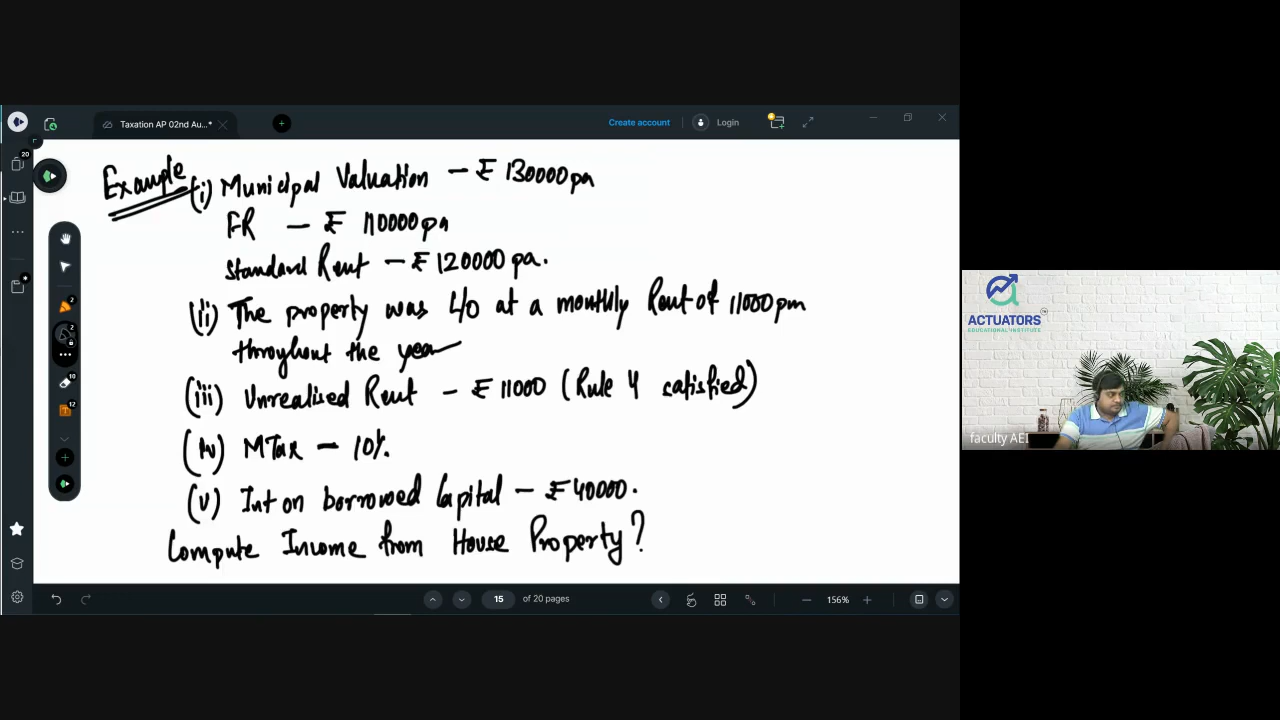 Taxation AP 02nd Au...*
Create account
Login
Example (i) Municipal Valuation - ₹ 130000 pa
FR - ₹ 110000 pa
Standard Rent - ₹ 120000 pa.
(ii) The property was L/O at a monthly Rent of 11000 pm
throughout the year
(iii) Unrealised Rent - ₹ 11000 (Rule 4 satisfied)
(iv) MTax - 10%.
(v) Int on borrowed Capital - ₹ 40000.
Compute Income from House Property?
15 of 20 pages
156%
ACTUATORS
EDUCATIONAL INSTITUTE
faculty AEI